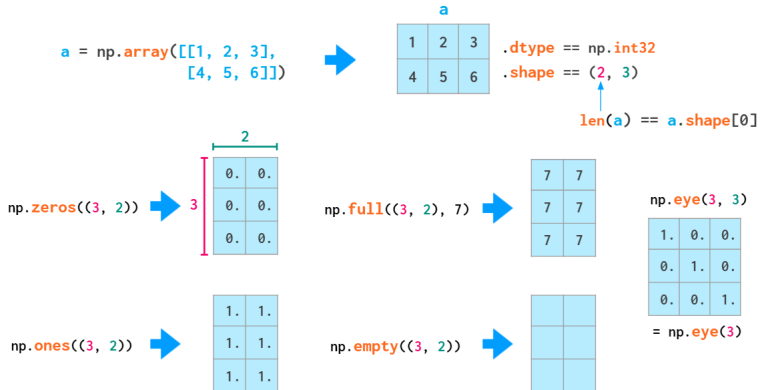 a
a = np.array([[1, 2, 3],
[4, 5, 6]])
1 2 3
4 5 6
.dtype == np.int32
.shape == (2, 3)
len(a) == a.shape[0]
np.zeros((3, 2))
2
3
0. 0.
0. 0.
0. 0.
np.full((3, 2), 7)
7 7
7 7
7 7
np.eye(3, 3)
1. 0. 0.
0. 1. 0.
0. 0. 1.
= np.eye(3)
np.ones((3, 2))
1. 1.
1. 1.
1. 1.
np.empty((3, 2))